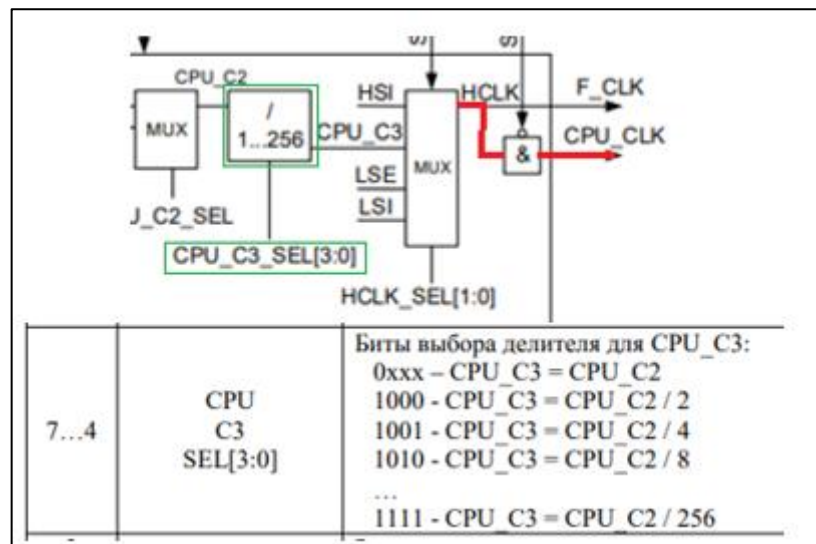 CPU_C2
HSI
HCLK
F_CLK
MUX
/
1...256
CPU_C3
MUX
&
CPU_CLK
LSE
LSI
J_C2_SEL
CPU_C3_SEL[3:0]
HCLK_SEL[1:0]
Биты выбора делителя для CPU_C3:
0xxx – CPU_C3 = CPU_C2
1000 - CPU_C3 = CPU_C2 / 2
1001 - CPU_C3 = CPU_C2 / 4
1010 - CPU_C3 = CPU_C2 / 8
…
1111 - CPU_C3 = CPU_C2 / 256
7…4
CPU
C3
SEL[3:0]